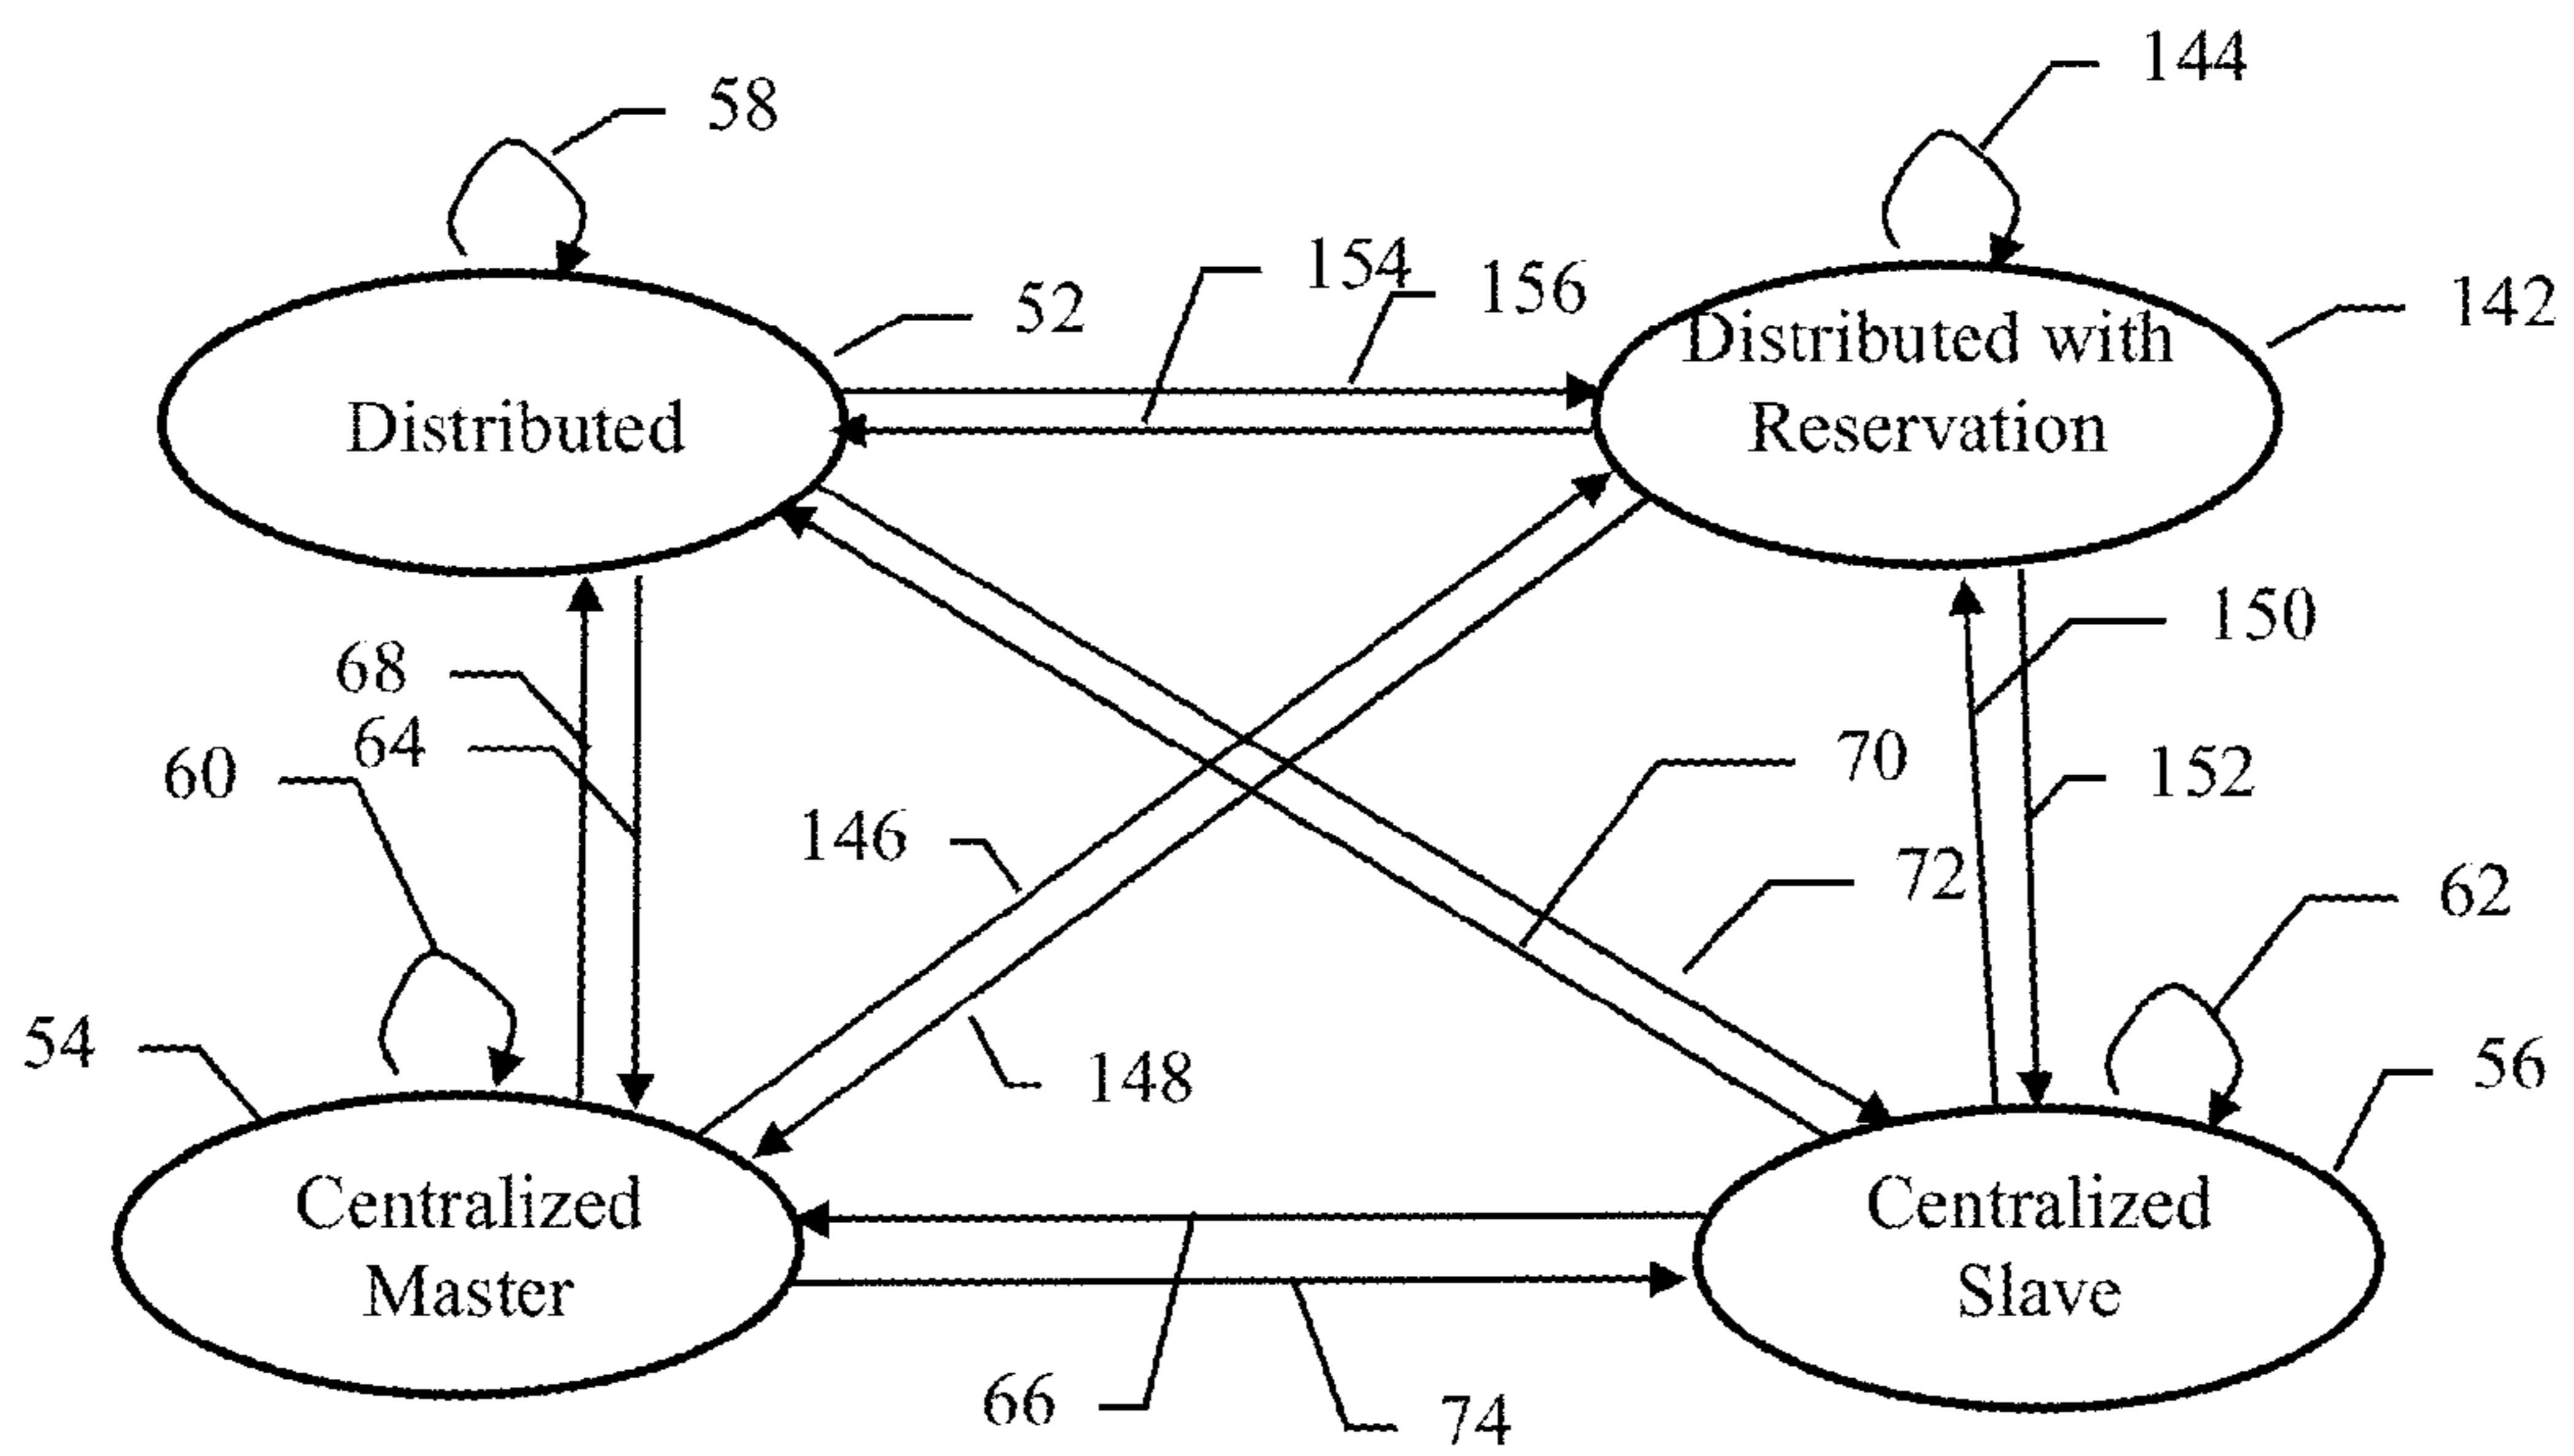 144
58
154
156
52
142
Distributed with
Reservation
Distributed
150
68
64
60
70
152
146
72
62
54
148
56
Centralized
Master
Centralized
Slave
66
74